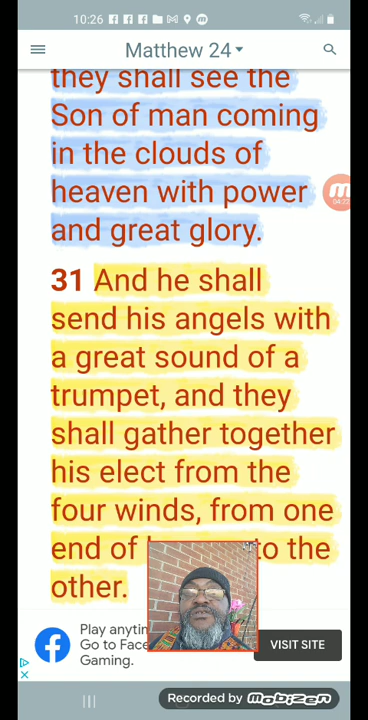 10:26
Matthew 24
they shall see the
Son of man coming
in the clouds of
heaven with power
and great glory.
04:22
31 And he shall
send his angels with
a great sound of a
trumpet, and they
shall gather together
his elect from the
four winds, from one
end of to the
other.
Play
Go to
Gaming.
VISIT SITE
Recorded by mobizen